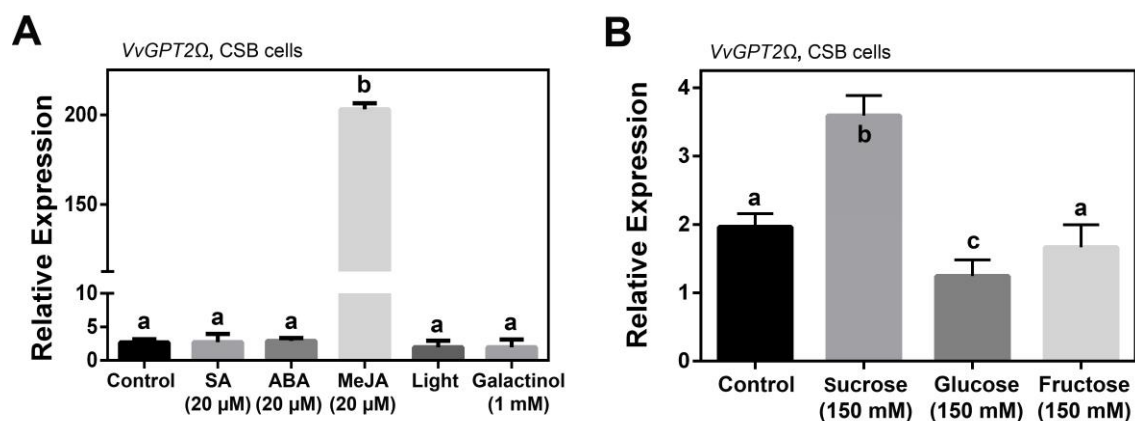 A
VvGPT2Ω, CSB cells
Relative Expression
200
150
10
5
0
a
a
a
b
a
a
Control
SA
(20 µM)
ABA
(20 µM)
MeJA
(20 µM)
Light
Galactinol
(1 mM)
B
VvGPT2Ω, CSB cells
Relative Expression
4
3
2
1
0
a
b
c
a
Control
Sucrose
(150 mM)
Glucose
(150 mM)
Fructose
(150 mM)